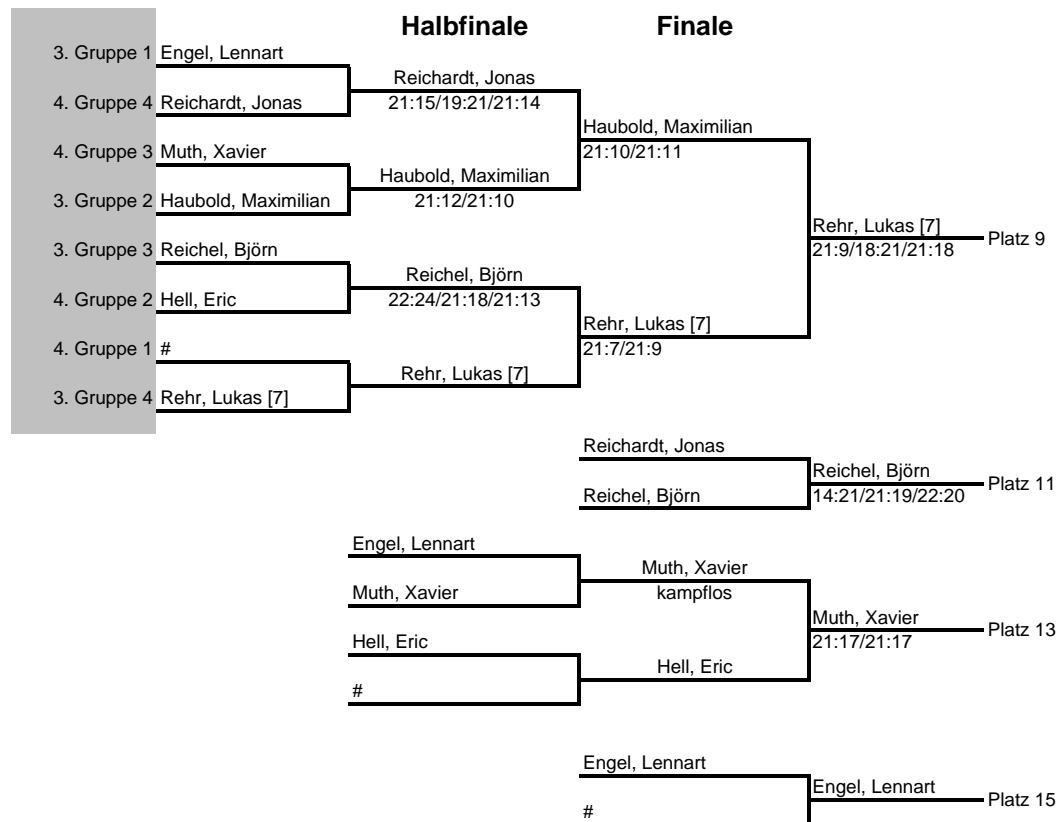 Halbfinale Finale
3. Gruppe 1 Engel, Lennart
Reichardt, Jonas
4. Gruppe 4 Reichardt, Jonas 21:15/19:21/21:14
Haubold, Maximilian
4. Gruppe 3 Muth, Xavier 21:10/21:11
Haubold, Maximilian
3. Gruppe 2 Haubold, Maximilian 21:12/21:10
Rehr, Lukas [7] Platz 9
3. Gruppe 3 Reichel, Björn 21:9/18:21/21:18
Reichel, Björn
4. Gruppe 2 Hell, Eric 22:24/21:18/21:13
Rehr, Lukas [7]
4. Gruppe 1 # 21:7/21:9
Rehr, Lukas [7]
3. Gruppe 4 Rehr, Lukas [7]
Reichardt, Jonas
Reichel, Björn Platz 11
Reichel, Björn 14:21/21:19/22:20
Engel, Lennart
Muth, Xavier
Muth, Xavier kampflos
Muth, Xavier Platz 13
Hell, Eric 21:17/21:17
Hell, Eric
#
Engel, Lennart
Engel, Lennart Platz 15
#